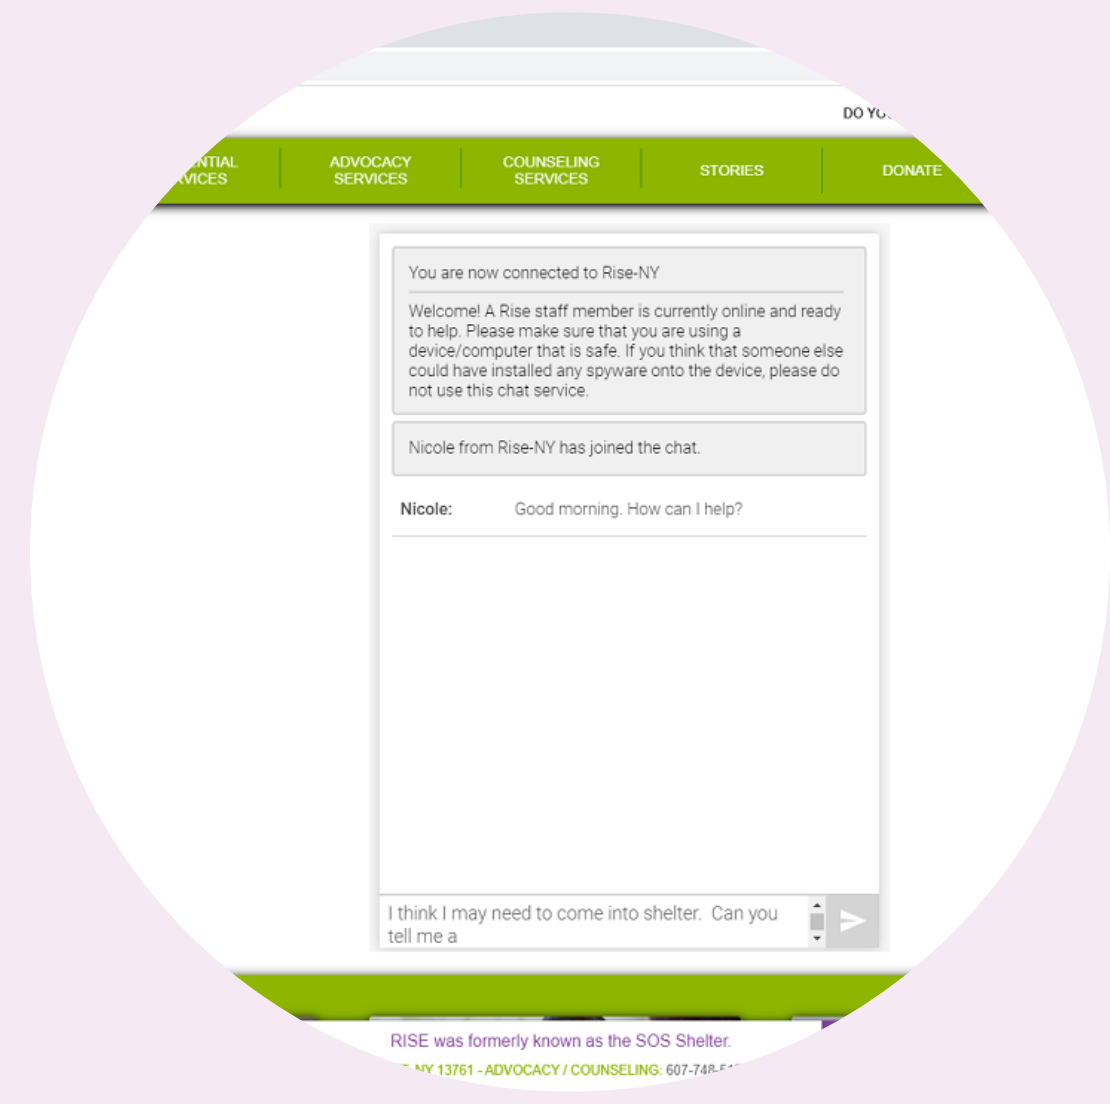 DO
ADVOCACY
SERVICES
COUNSELING
SERVICES
STORIES
DONATE
You are now connected to Rise-NY
Welcome! A Rise staff member is currently online and ready
to help. Please make sure that you are using a
device/computer that is safe. If you think that someone else
could have installed any spyware onto the device, please do
not use this chat service.
Nicole from Rise-NY has joined the chat.
Nicole: Good morning. How can I help?
I think I may need to come into shelter. Can you
tell me a
RISE was formerly known as the SOS Shelter.
NY 13761 - ADVOCACY / COUNSELING: 607-748-